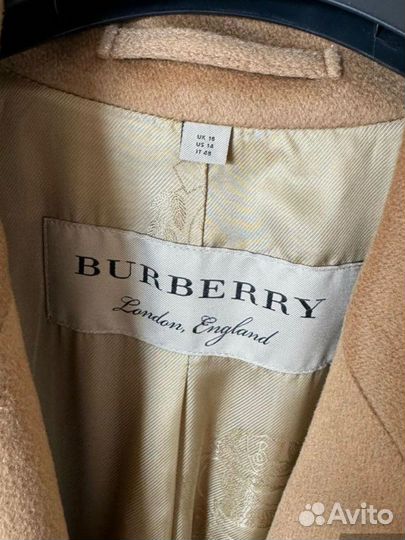 UK 16
US 14
IT 48
BURBERRY
London, England
Avito